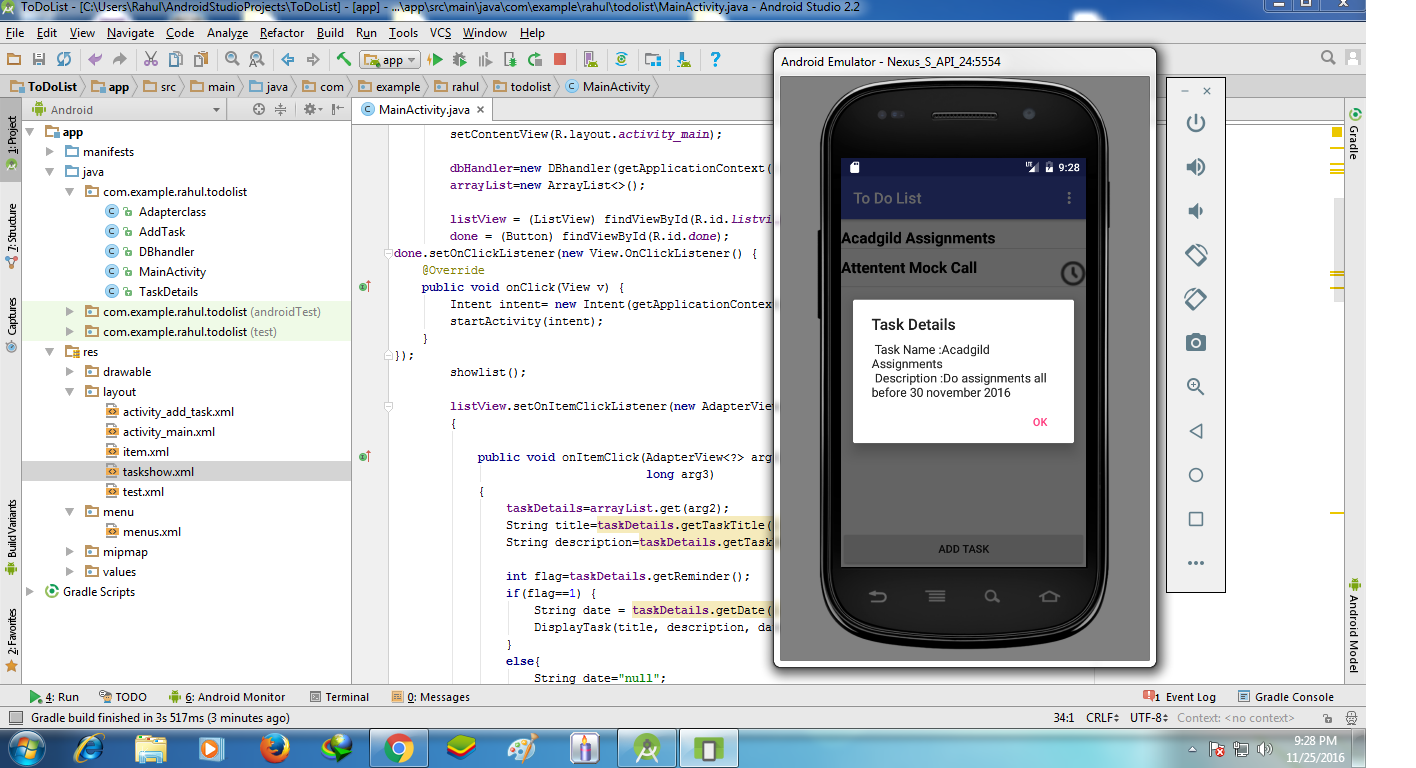 ToDoList - [C:\Users\Rahul\AndroidStudioProjects\ToDoList] - [app] - ...\app\src\main\java\com\example\rahul\todolist\MainActivity.java - Android Studio 2.2
File Edit View Navigate Code Analyze Refactor Build Run Tools VCS Window Help
app
ToDoList app src main java com example rahul todolist MainActivity
Android
MainActivity.java
1: Project
7: Structure
Captures
Build Variants
2: Favorites
app
manifests
java
com.example.rahul.todolist
Adapterclass
AddTask
DBhandler
MainActivity
TaskDetails
com.example.rahul.todolist (androidTest)
com.example.rahul.todolist (test)
res
drawable
layout
activity_add_task.xml
activity_main.xml
item.xml
taskshow.xml
test.xml
menu
menus.xml
mipmap
values
Gradle Scripts
setContentView(R.layout.activity_main);
dbHandler=new DBhandler(getApplicationContext(
arrayList=new ArrayList<>();
listView = (ListView) findViewById(R.id.listvi
done = (Button) findViewById(R.id.done);
done.setOnClickListener(new View.OnClickListener() {
@Override
public void onClick(View v) {
Intent intent= new Intent(getApplicationContex
startActivity(intent);
}
});
showlist();
listView.setOnItemClickListener(new AdapterView
{
public void onItemClick(AdapterView<?> arg
long arg3)
{
taskDetails=arrayList.get(arg2);
String title=taskDetails.getTaskTitle(
String description=taskDetails.getTask
int flag=taskDetails.getReminder();
if(flag==1) {
String date = taskDetails.getDate(
DisplayTask(title, description, da
}
else{
String date="null";
Android Emulator - Nexus_S_API_24:5554
LTE 9:28
To Do List
Acadgild Assignments
Attentent Mock Call
Task Details
Task Name :Acadgild
Assignments
Description :Do assignments all
before 30 november 2016
OK
ADD TASK
Gradle
Android Model
4: Run TODO 6: Android Monitor Terminal 0: Messages 1 Event Log Gradle Console
Gradle build finished in 3s 517ms (3 minutes ago) 34:1 CRLF UTF-8 Context: <no context>
9:28 PM
11/25/2016